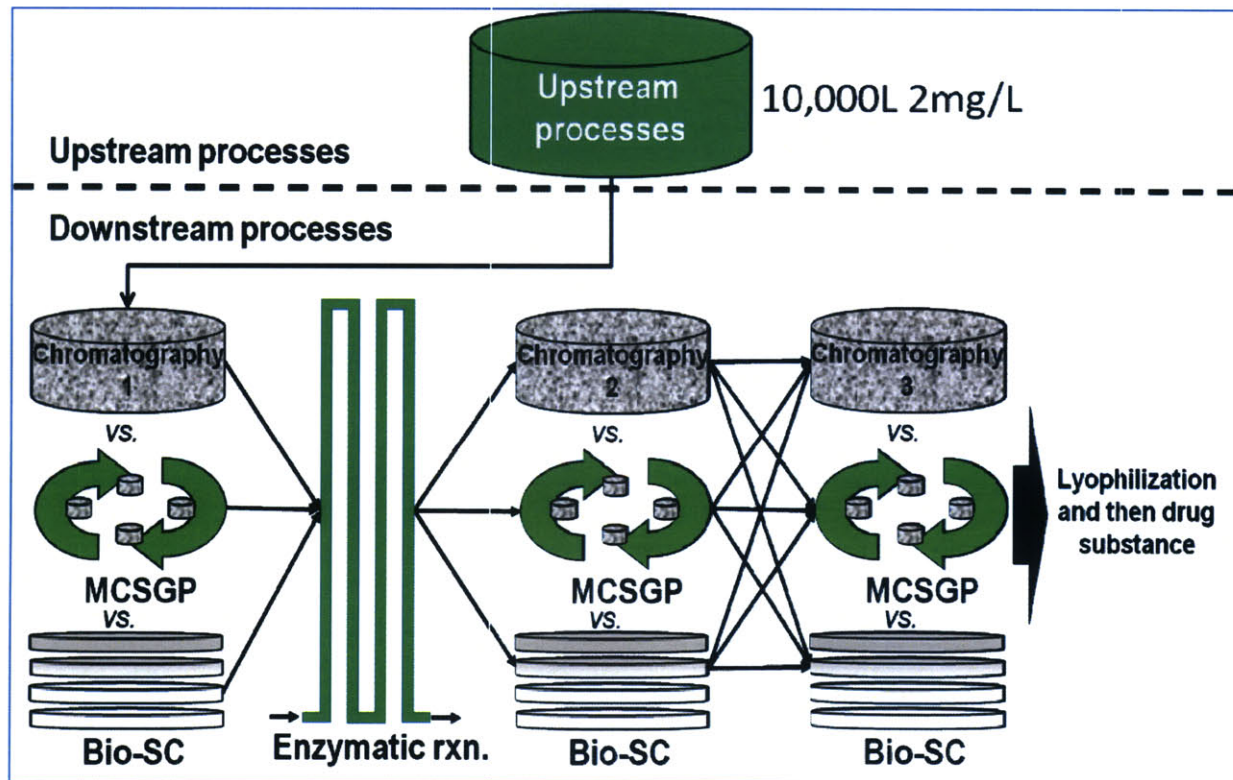 Upstream
processes
10,000L 2mg/L
Upstream processes
Downstream processes
Chromatography
1
Chromatography
2
Chromatography
3
vs.
vs.
vs.
Lyophilization
and then drug
substance
MCSGP
MCSGP
MCSGP
vs.
vs.
vs.
Bio-SC
Enzymatic rxn.
Bio-SC
Bio-SC